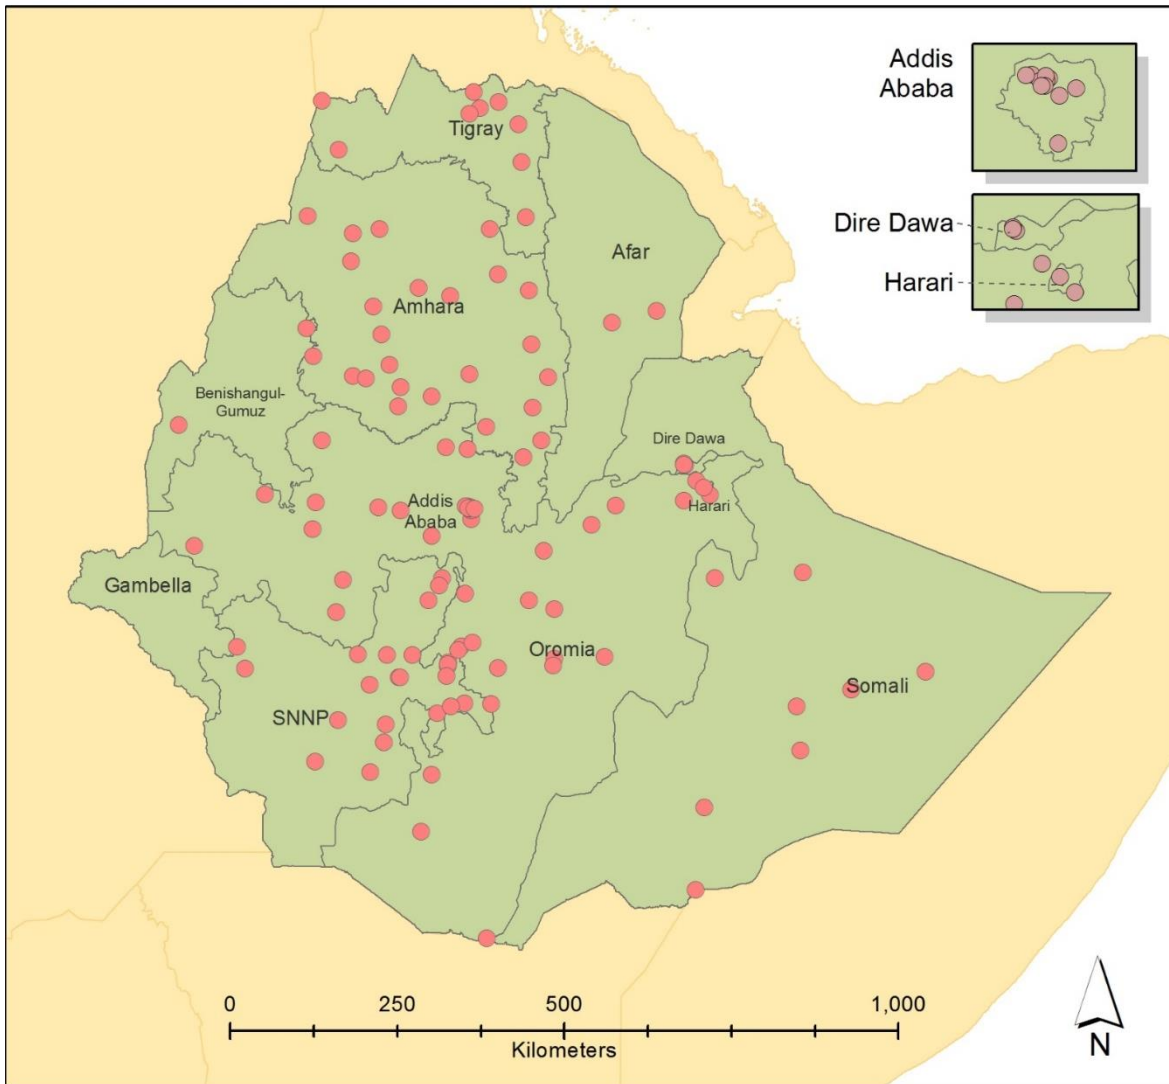 Addis
Ababa
Dire Dawa
Harari
Tigray
Afar
Amhara
Benishangul-
Gumuz
Dire Dawa
Harari
Addis
Ababa
Gambella
Oromia
Somali
SNNP
0
250
500
1,000
Kilometers
N